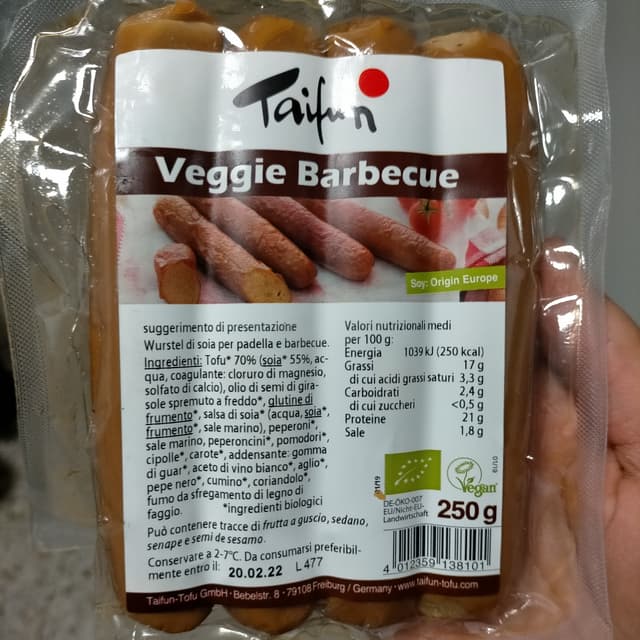 Taifun
Veggie Barbecue
Soy: Origin Europe
suggerimento di presentazione
Wurstel di soia per padella e barbecue.
Ingredienti: Tofu* 70% (soia* 55%, ac-
qua, coagulante: cloruro di magnesio,
solfato di calcio), olio di semi di gira-
sole spremuto a freddo*, glutine di
frumento*, salsa di soia* (acqua, soia*,
frumento*, sale marino), peperoni*,
sale marino, peperoncini*, pomodori*,
cipolle*, carote*, addensante: gomma
di guar*, aceto di vino bianco*, aglio*,
pepe nero*, cumino*, coriandolo*,
fumo da sfregamento di legno di
faggio. *ingredienti biologici
Può contenere tracce di frutta a guscio, sedano,
senape e semi di sesamo.
Conservare a 2-7°C. Da consumarsi preferibil-
mente entro il: 20.02.22 L477
Valori nutrizionali medi
per 100 g:
Energia 1039 kJ (250 kcal)
Grassi 17 g
di cui acidi grassi saturi 3,3 g
Carboidrati 2,4 g
di cui zuccheri <0,5 g
Proteine 21 g
Sale 1,8 g
01/19
01/19
Vegan
DE-ÖKO-007
EU/Nicht-EU-
Landwirtschaft
250 g
4 012359 138101
Taifun-Tofu GmbH · Bebelstr. 8 · 79108 Freiburg / Germany · www.taifun-tofu.com